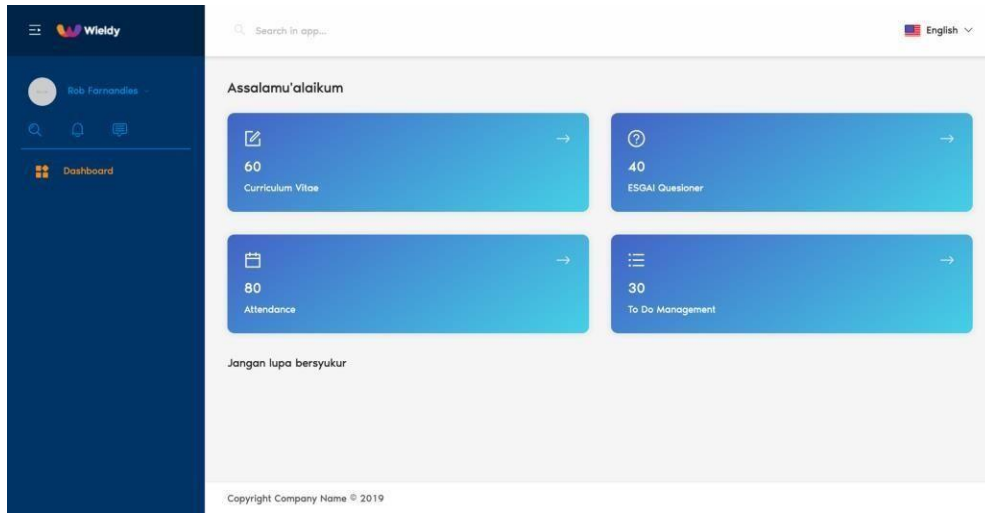 Wieldy
Search in app...
English
Rob Farnandies
Dashboard
Assalamu'alaikum
60
Curriculum Vitae
40
ESGAI Quesioner
80
Attendance
30
To Do Management
Jangan lupa bersyukur
Copyright Company Name © 2019